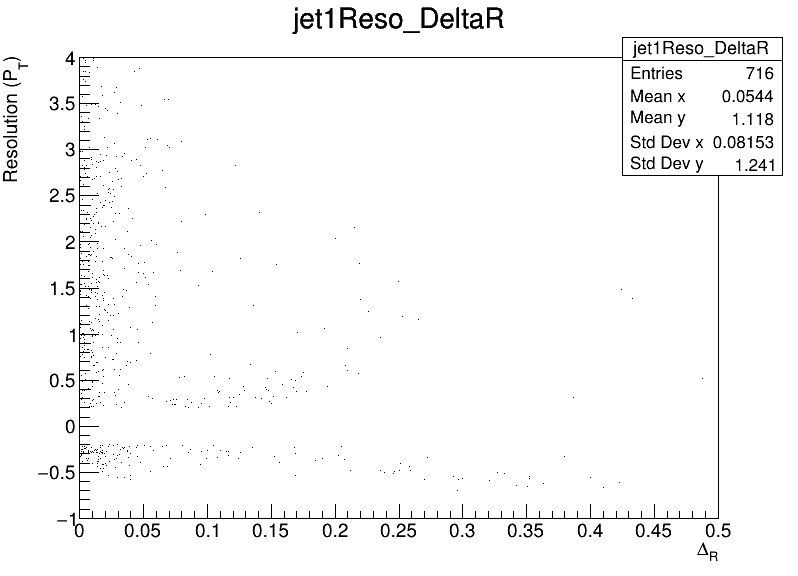 jet1Reso_DeltaR
jet1Reso_DeltaR
Entries 716
Mean x 0.0544
Mean y 1.118
Std Dev x 0.08153
Std Dev y 1.241
Resolution (P_T)
4
3.5
3
2.5
2
1.5
1
0.5
0
−0.5
−1
0 0.05 0.1 0.15 0.2 0.25 0.3 0.35 0.4 0.45 0.5
Δ_R